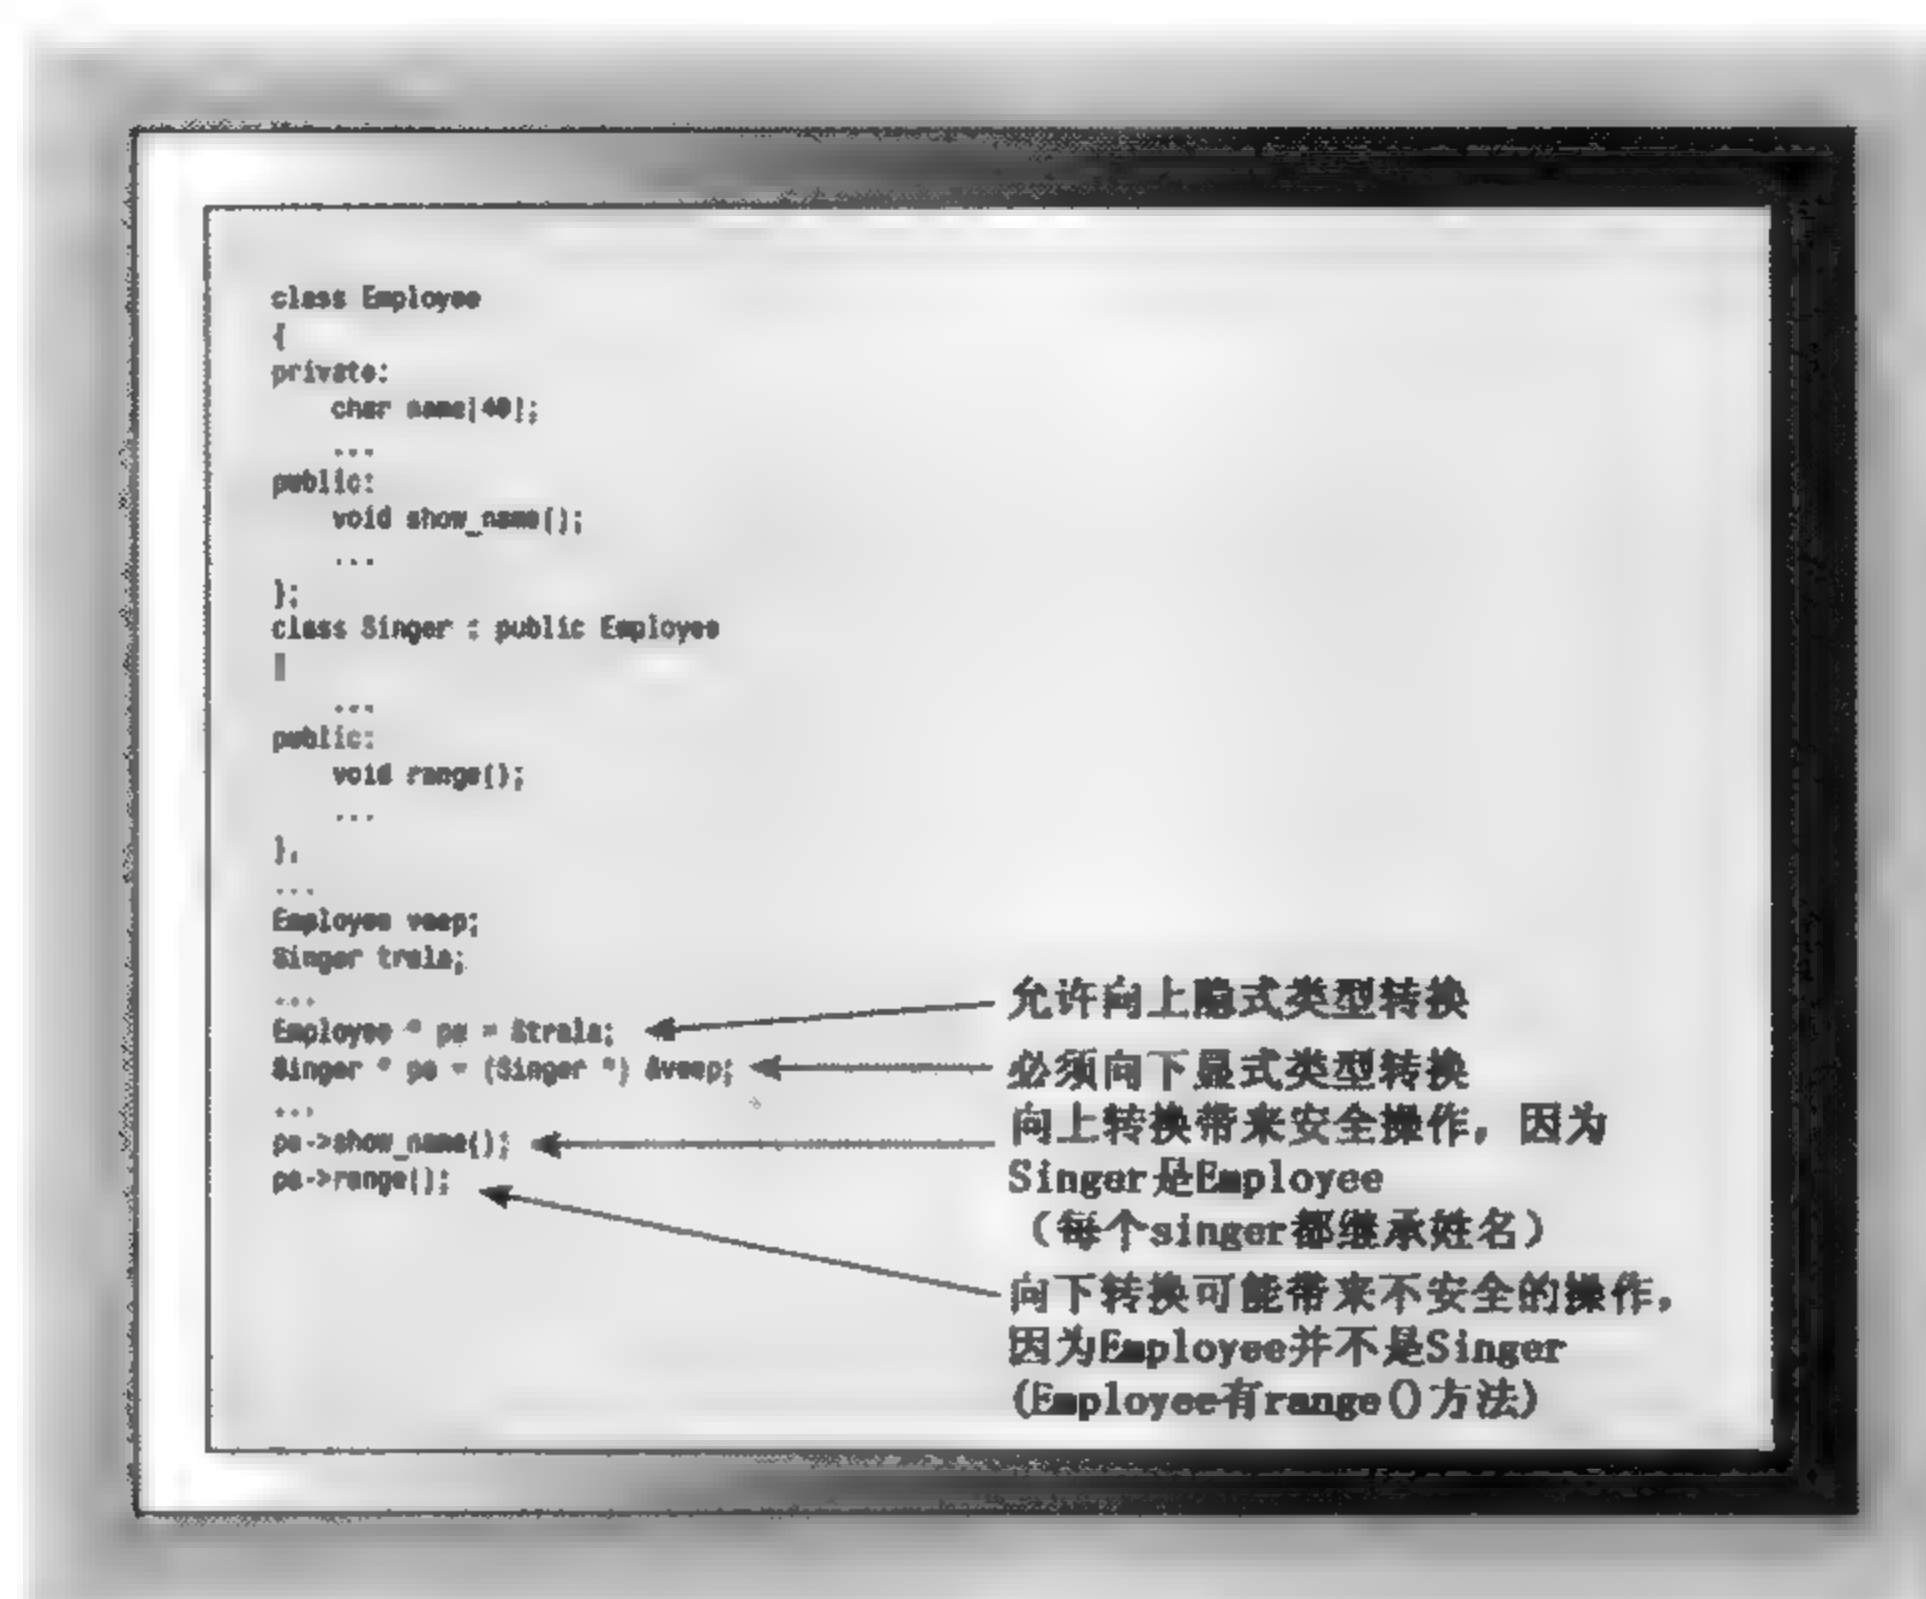 class Employee
{
private:
char name[40];
...
public:
void show_name();
...
};
class Singer : public Employee
...
public:
void range();
...
},
...
Employee veep;
Singer trala;
...
Employee * pe = &trala;
Singer * ps = (Singer *) &veep;
...
pe->show_name();
ps->range();
允许向上隐式类型转换
必须向下显式类型转换
向上转换带来安全操作，因为
Singer是Employee
（每个singer都继承姓名）
向下转换可能带来不安全的操作，
因为Employee并不是Singer
(Employee有range()方法)